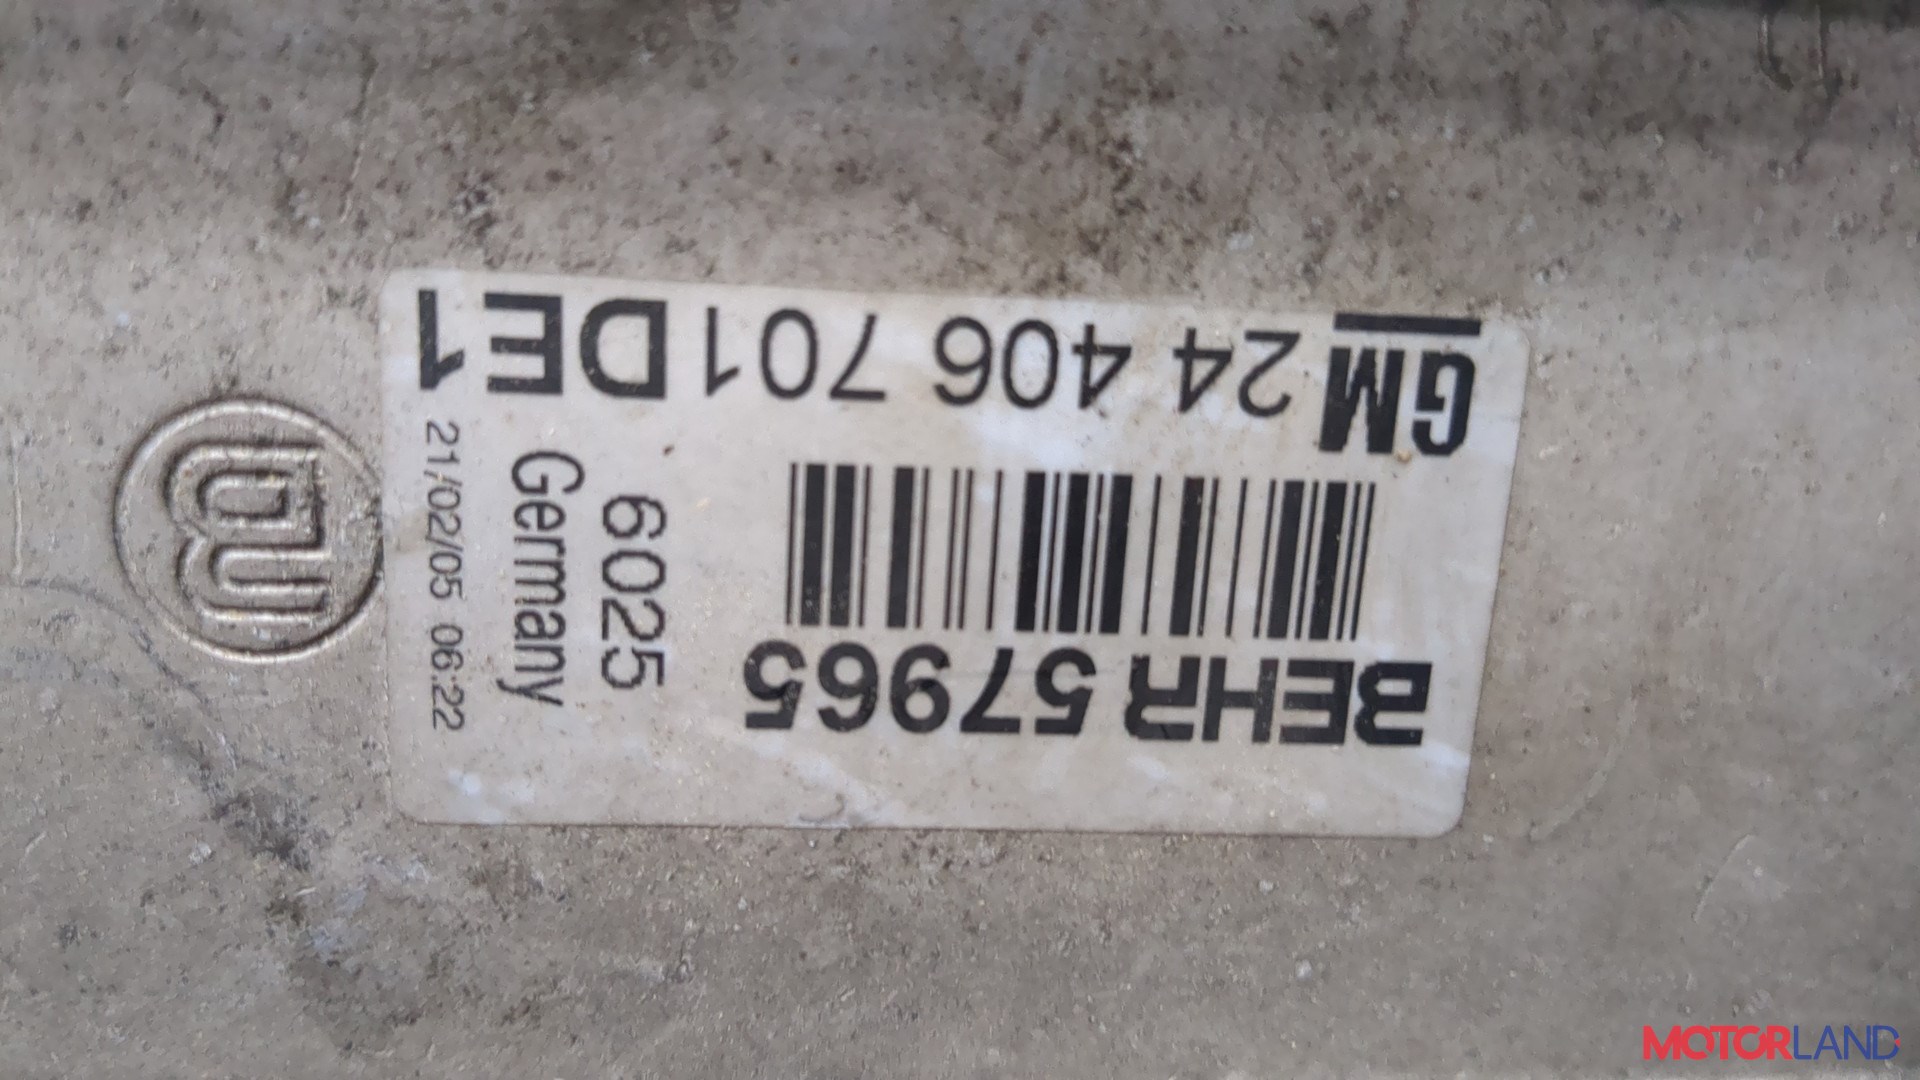 BEHR 57965
GM 24 406 701 DE1
6025
Germany
21/02/05 06:22
MOTORLAND